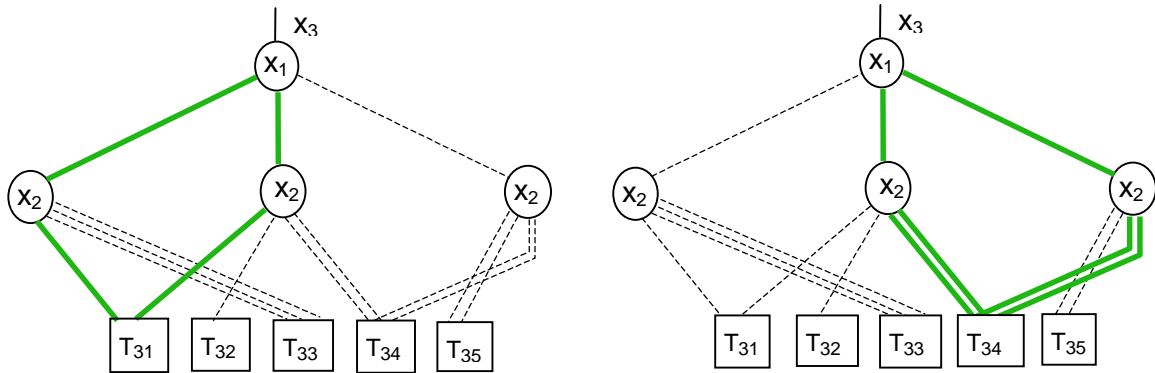 x₃ x₃
x₁ x₁
x₂ x₂ x₂ x₂ x₂ x₂
T₃₁ T₃₂ T₃₃ T₃₄ T₃₅ T₃₁ T₃₂ T₃₃ T₃₄ T₃₅